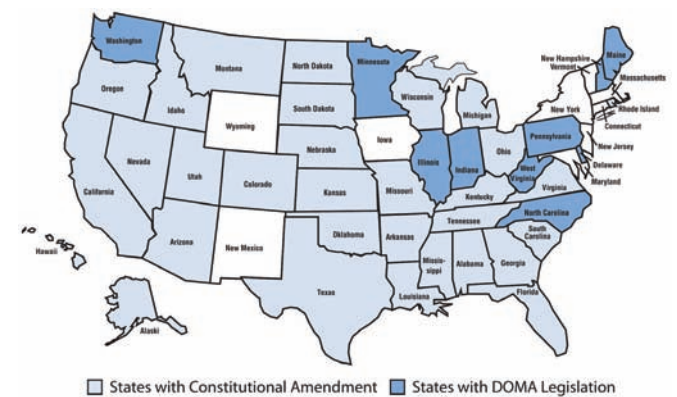 Washington
Montana
North Dakota
Minnesota
Maine
New Hampshire
Vermont
Massachusetts
Oregon
Idaho
South Dakota
Wisconsin
Michigan
New York
Rhode Island
Connecticut
Wyoming
Iowa
Pennsylvania
New Jersey
Nebraska
Ohio
Illinois
Indiana
Delaware
Maryland
Nevada
Utah
Colorado
West
Virginia
Virginia
California
Kansas
Missouri
Kentucky
North Carolina
Tennessee
Oklahoma
Arkansas
South
Carolina
Arizona
New Mexico
Hawaii
Missis-
sippi
Alabama
Georgia
Texas
Louisiana
Florida
Alaski
States with Constitutional Amendment
States with DOMA Legislation